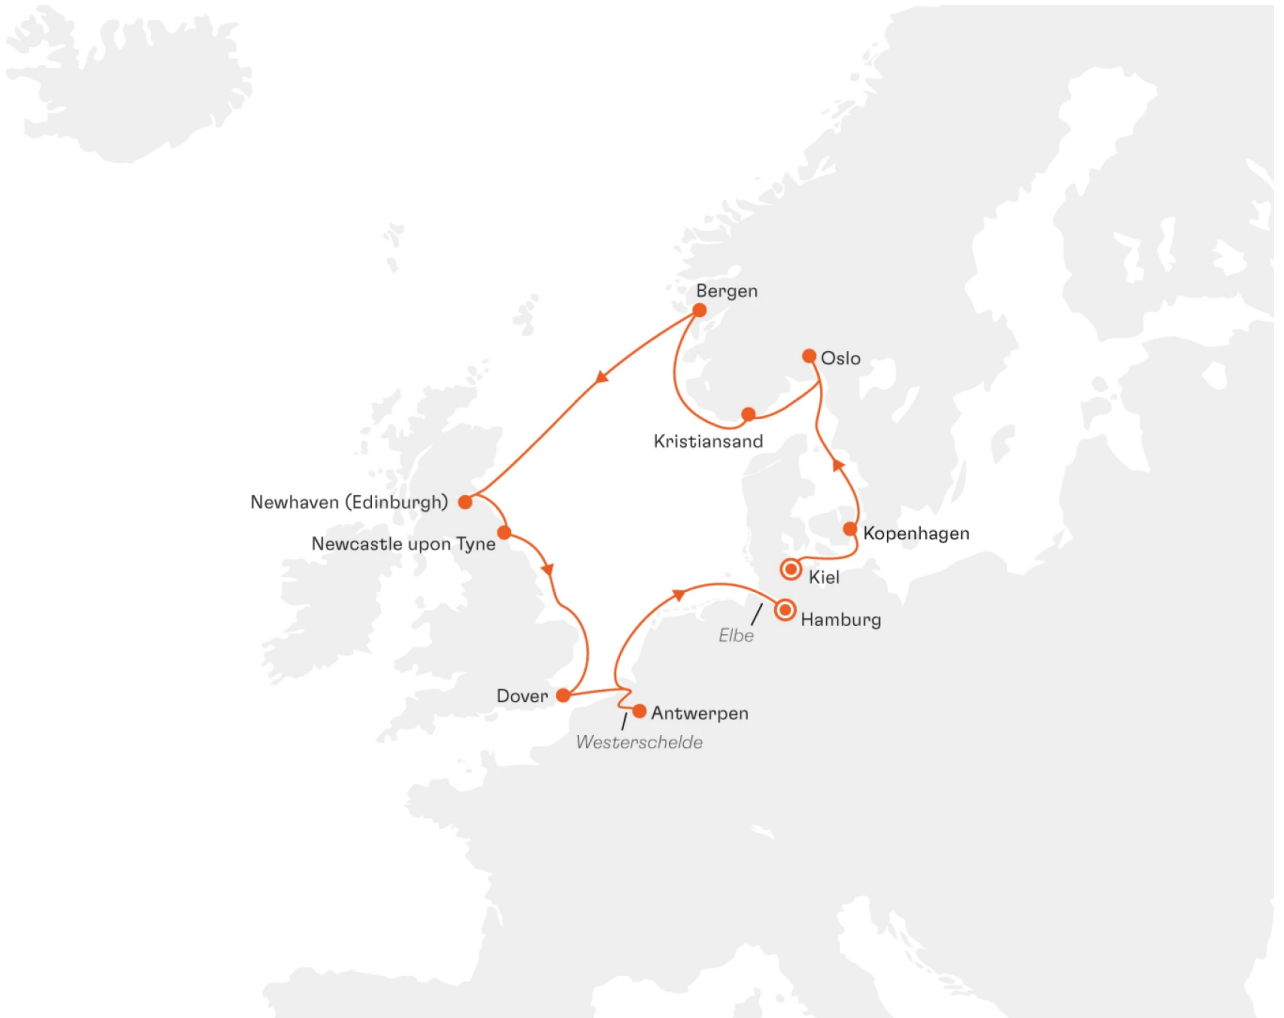 Bergen
Oslo
Kristiansand
Newhaven (Edinburgh)
Kopenhagen
Newcastle upon Tyne
Kiel
Hamburg
Elbe
Dover
Antwerpen
Westerschelde